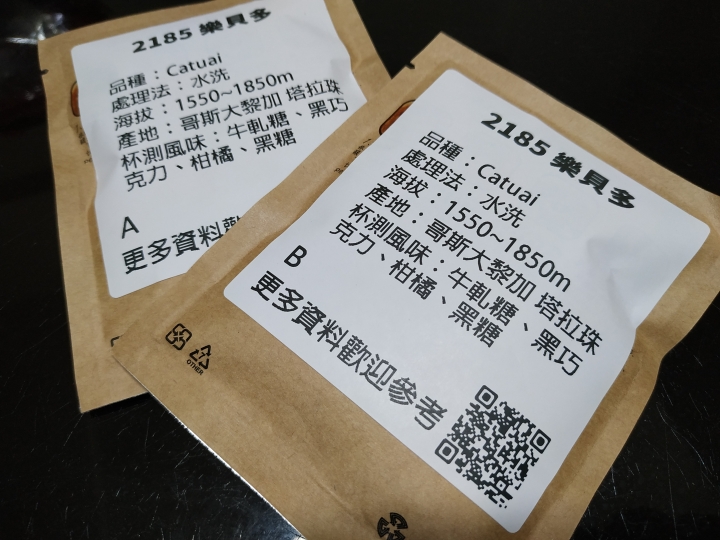 2185 樂貝多
品種：Catuai
處理法：水洗
海拔：1550~1850m
產地：哥斯大黎加 塔拉珠
杯測風味：牛軋糖、黑巧
克力、柑橘、黑糖
A
更多資料歡
2185 樂貝多
品種：Catuai
處理法：水洗
海拔：1550~1850m
產地：哥斯大黎加 塔拉珠
杯測風味：牛軋糖、黑巧
克力、柑橘、黑糖
B
更多資料歡迎參考
OTHER